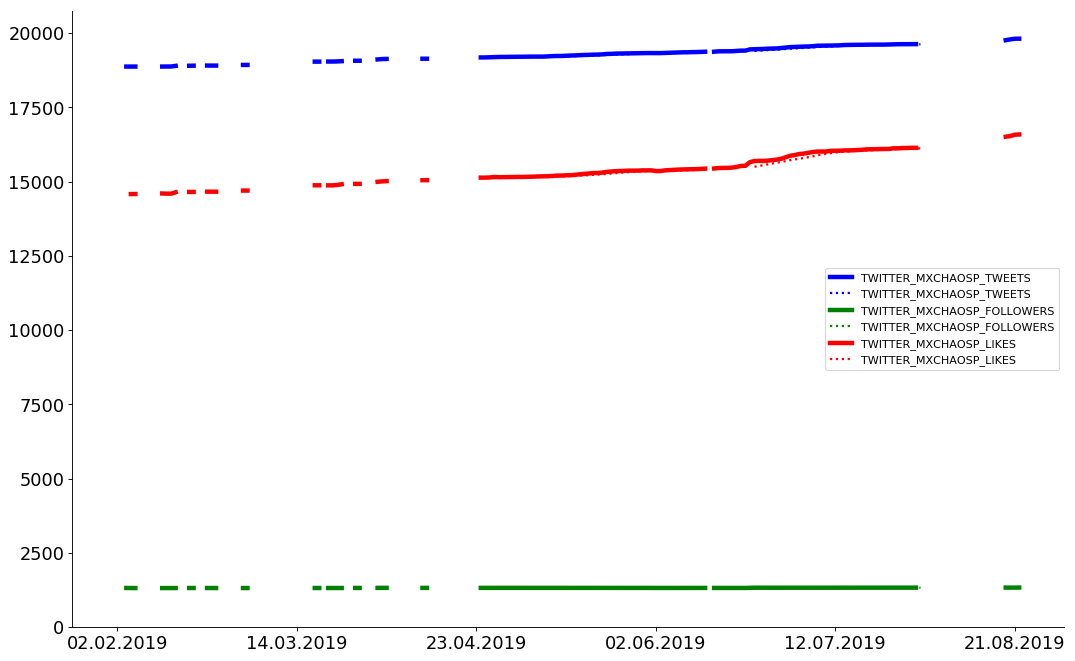 20000
17500
15000
12500
10000
7500
5000
2500
0
TWITTER_MXCHAOSP_TWEETS
TWITTER_MXCHAOSP_TWEETS
TWITTER_MXCHAOSP_FOLLOWERS
TWITTER_MXCHAOSP_FOLLOWERS
TWITTER_MXCHAOSP_LIKES
TWITTER_MXCHAOSP_LIKES
02.02.2019 14.03.2019 23.04.2019 02.06.2019 12.07.2019 21.08.2019